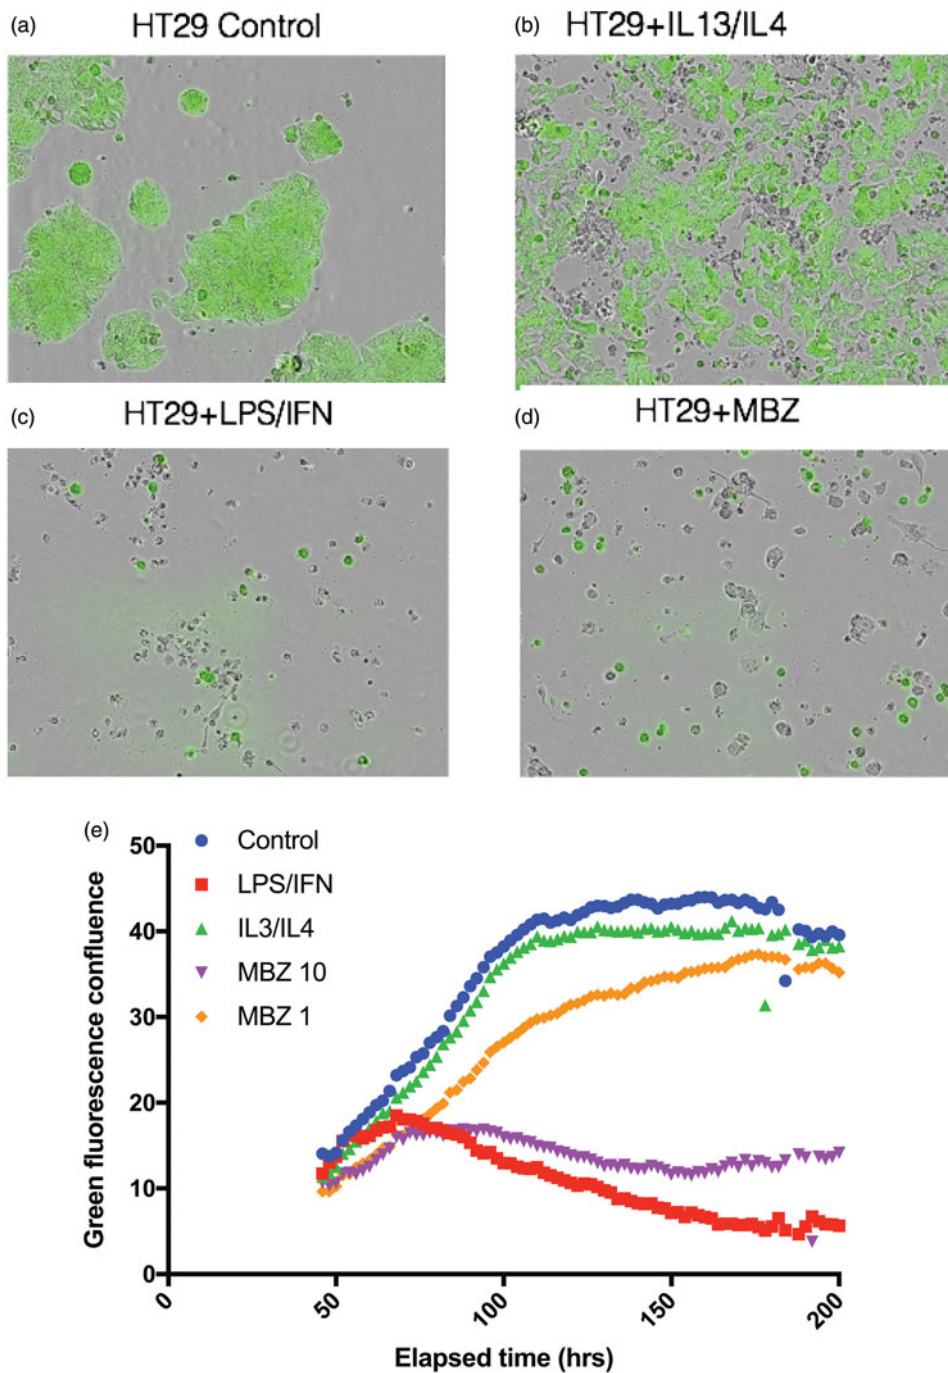 (a) HT29 Control
(b) HT29+IL13/IL4
(c) HT29+LPS/IFN
(d) HT29+MBZ
(e)
50
40
30
20
10
0
Green fluorescence confluence
Control
LPS/IFN
IL3/IL4
MBZ 10
MBZ 1
0 50 100 150 200
Elapsed time (hrs)